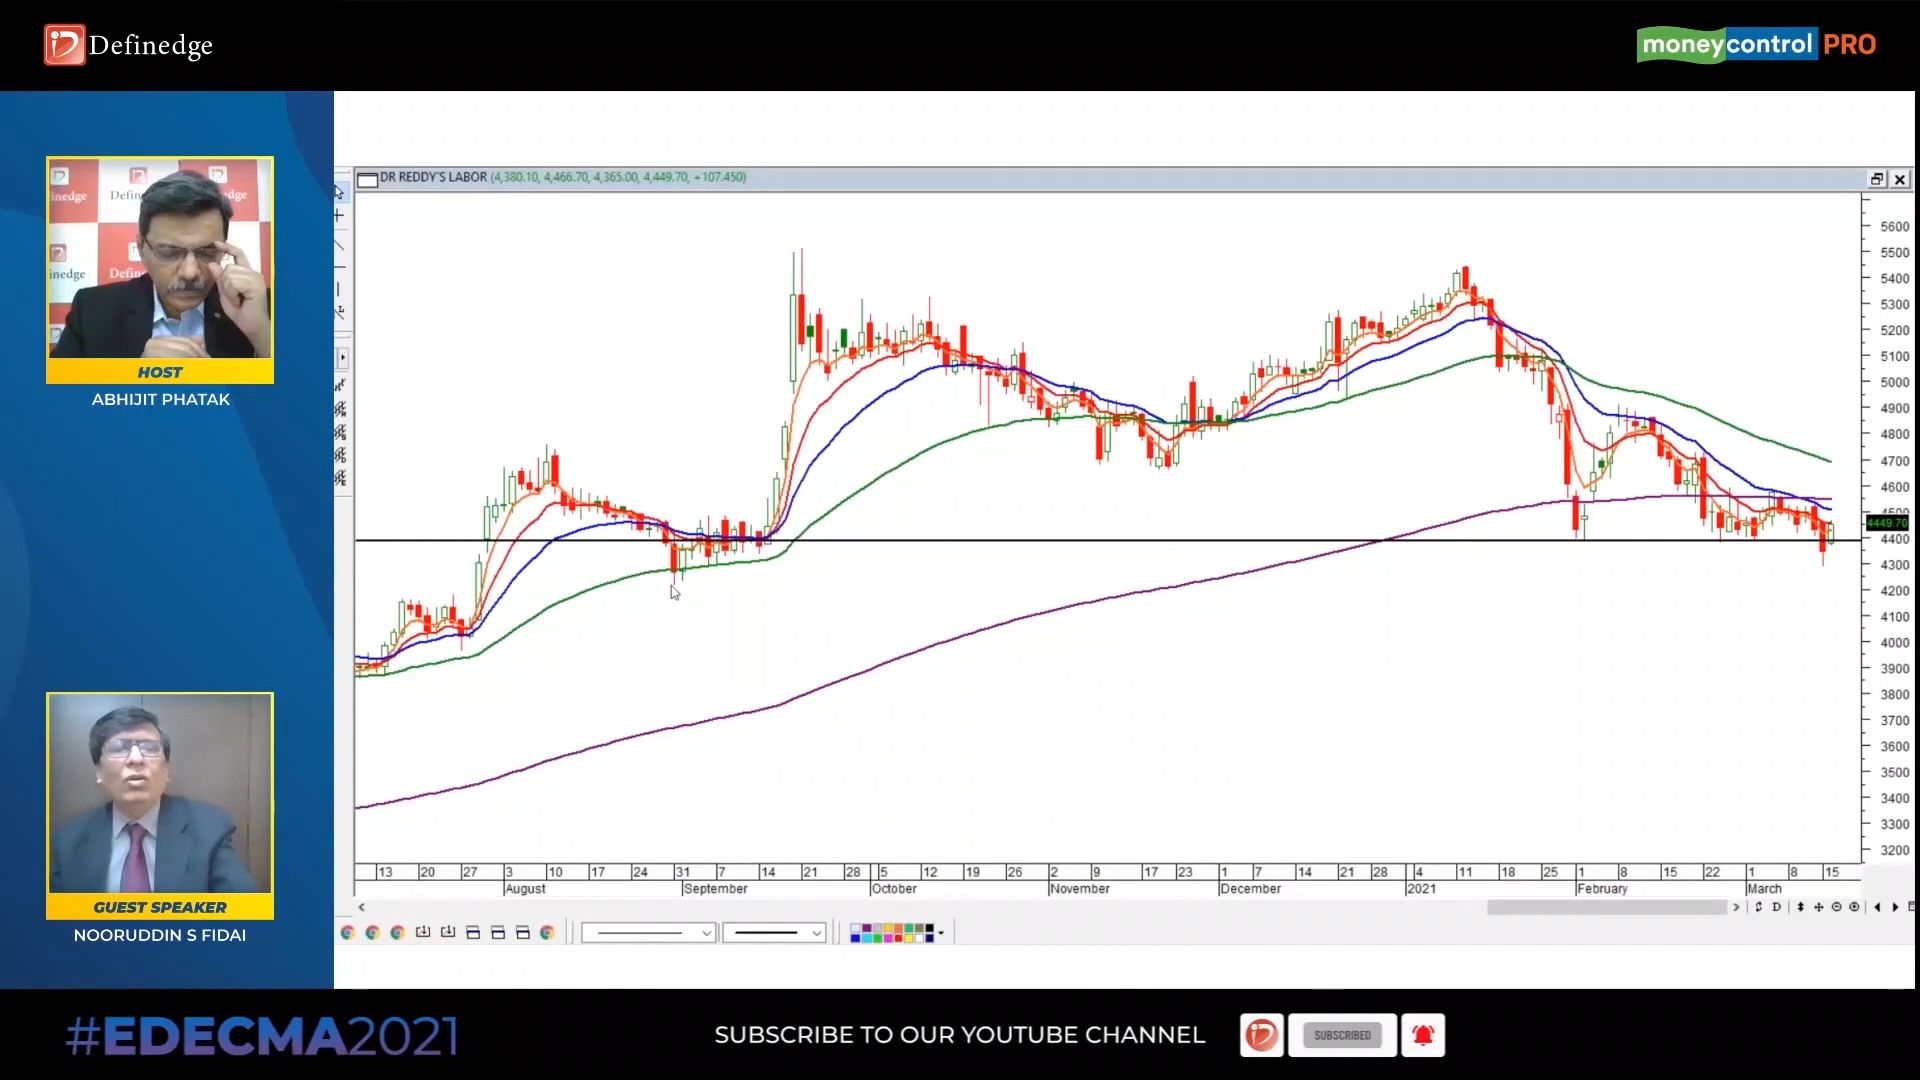 Definedge
moneycontrol PRO
DR REDDY'S LABOR (4,380.10, 4,466.70, 4,365.00, 4,449.70, +107.450)
HOST
ABHIJIT PHATAK
GUEST SPEAKER
NOORUDDIN S FIDAI
5600
5500
5400
5300
5200
5100
5000
4900
4800
4700
4600
4500
4449.70
4400
4300
4200
4100
4000
3900
3800
3700
3600
3500
3400
3300
3200
13 20 27 3 10 17 24 31 7 14 21 28 5 12 19 26 2 9 17 23 1 7 14 21 28 4 11 18 25 1 8 15 22 1 8 15
August September October November December 2021 February March
D
#EDECMA2021
SUBSCRIBE TO OUR YOUTUBE CHANNEL
SUBSCRIBED